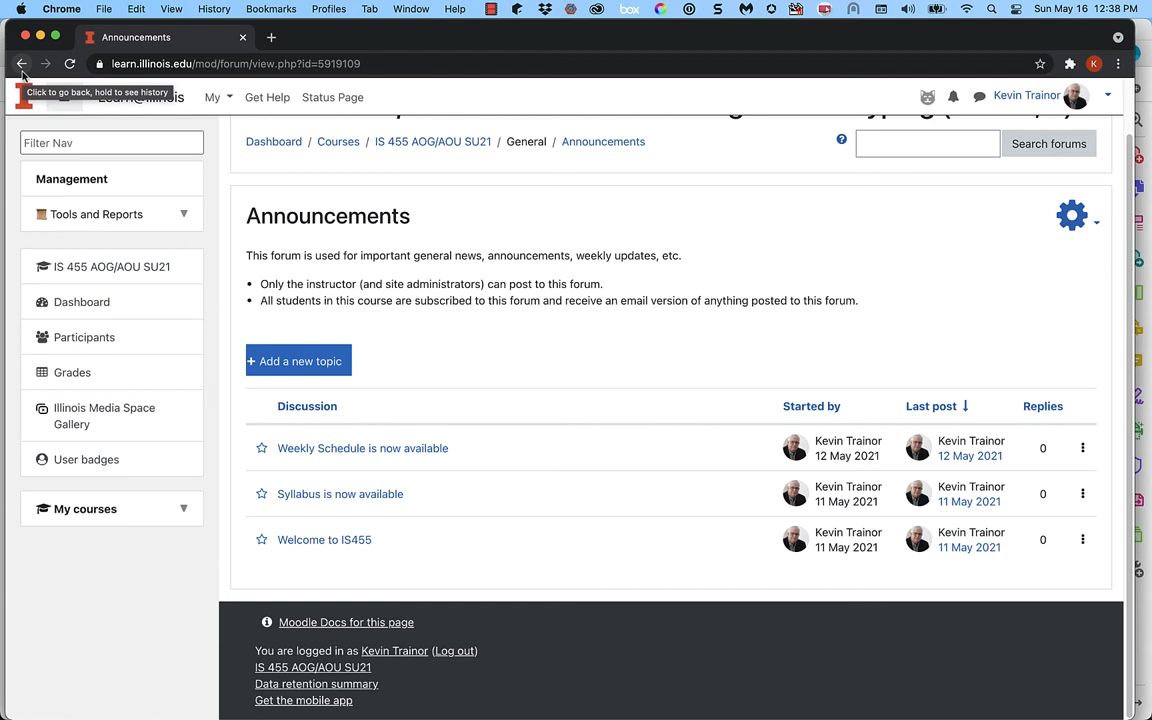 Chrome File Edit View History Bookmarks Profiles Tab Window Help box Sun May 16 12:38 PM
Announcements
learn.illinois.edu/mod/forum/view.php?id=5919109
Click to go back, hold to see history
My Get Help Status Page Kevin Trainor
Filter Nav
Management
Tools and Reports
IS 455 AOG/AOU SU21
Dashboard
Participants
Grades
Illinois Media Space
Gallery
User badges
My courses
Dashboard / Courses / IS 455 AOG/AOU SU21 / General / Announcements
Search forums
Announcements
This forum is used for important general news, announcements, weekly updates, etc.
• Only the instructor (and site administrators) can post to this forum.
• All students in this course are subscribed to this forum and receive an email version of anything posted to this forum.
+ Add a new topic
Discussion Started by Last post ↓ Replies
Weekly Schedule is now available Kevin Trainor Kevin Trainor 0
12 May 2021 12 May 2021
Syllabus is now available Kevin Trainor Kevin Trainor 0
11 May 2021 11 May 2021
Welcome to IS455 Kevin Trainor Kevin Trainor 0
11 May 2021 11 May 2021
Moodle Docs for this page
You are logged in as Kevin Trainor (Log out)
IS 455 AOG/AOU SU21
Data retention summary
Get the mobile app